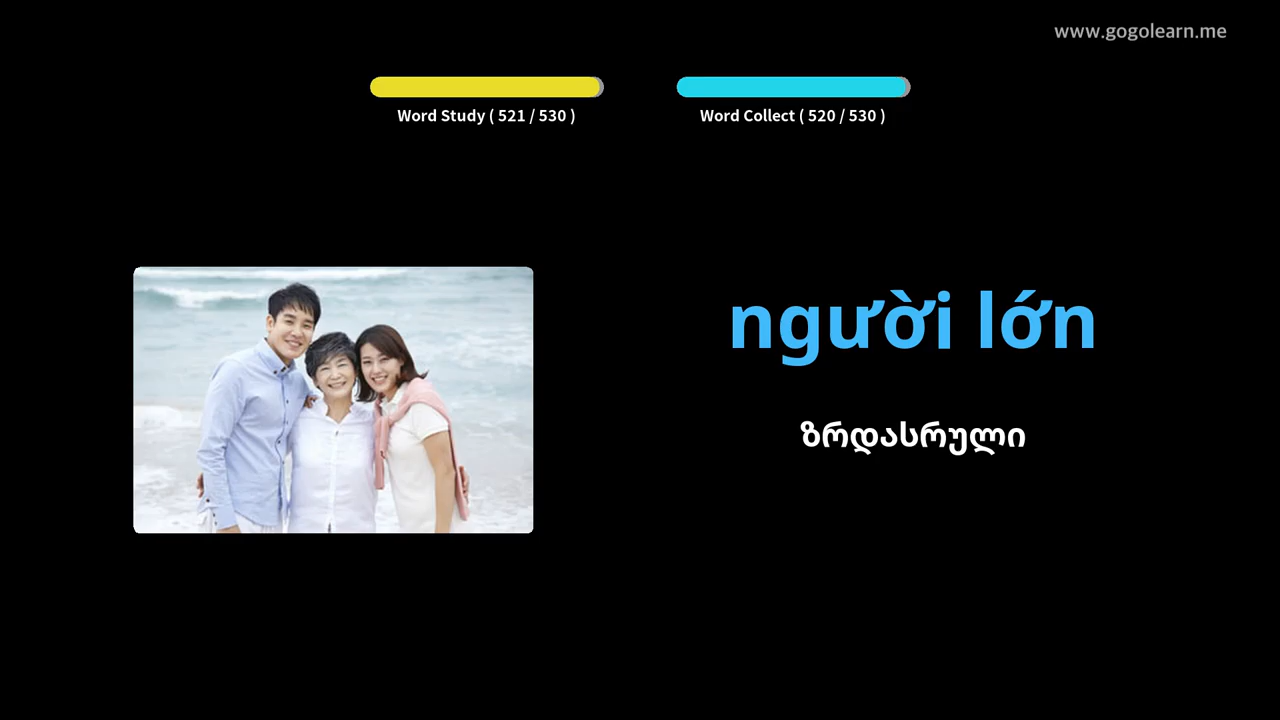 www.gogolearn.me
Word Study ( 521 / 530 )
Word Collect ( 520 / 530 )
người lớn
ზრდასრული